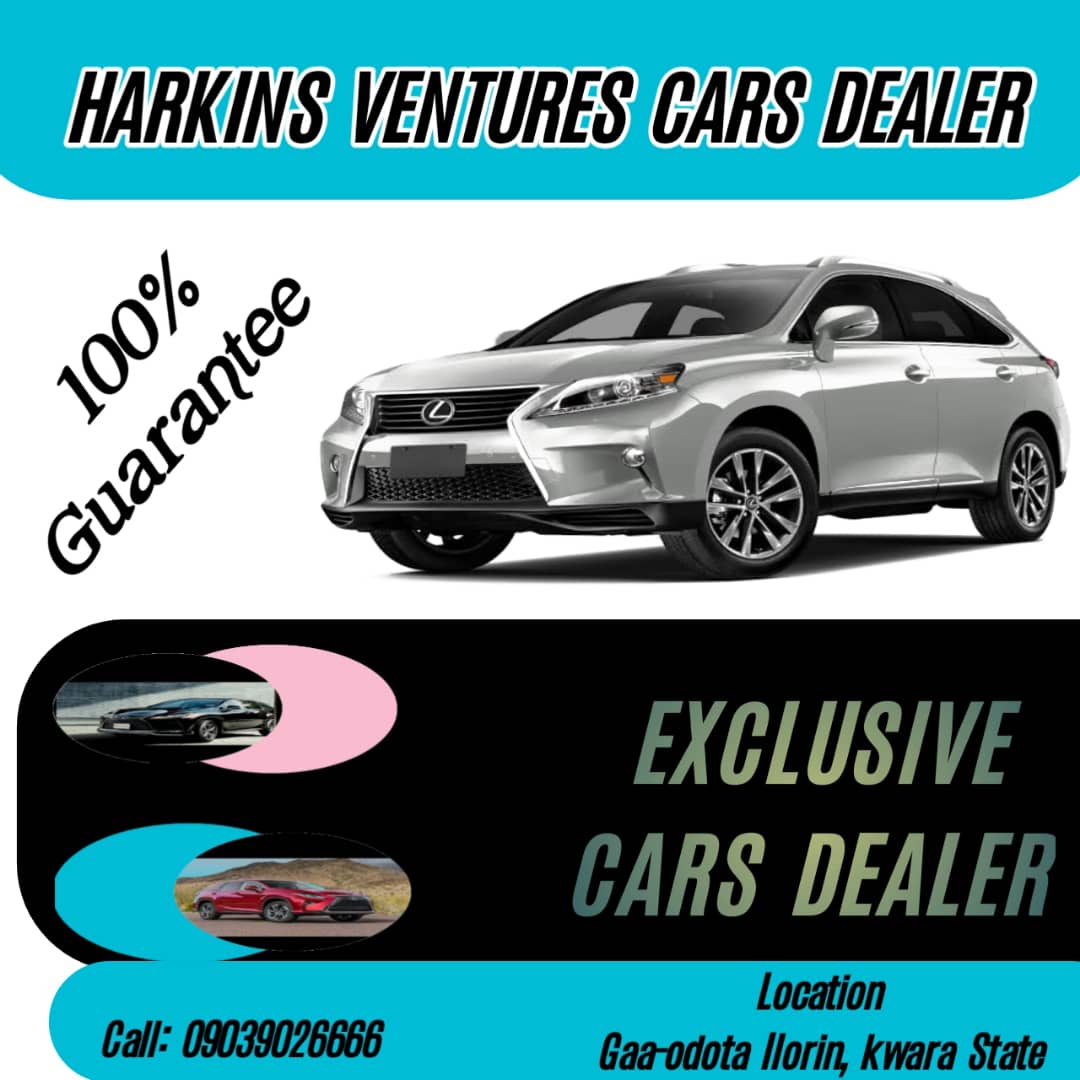 HARKINS VENTURES CARS DEALER
100%
Guarantee
EXCLUSIVE
CARS DEALER
Location
Call: 09039026666
Gaa-odota Ilorin, kwara State